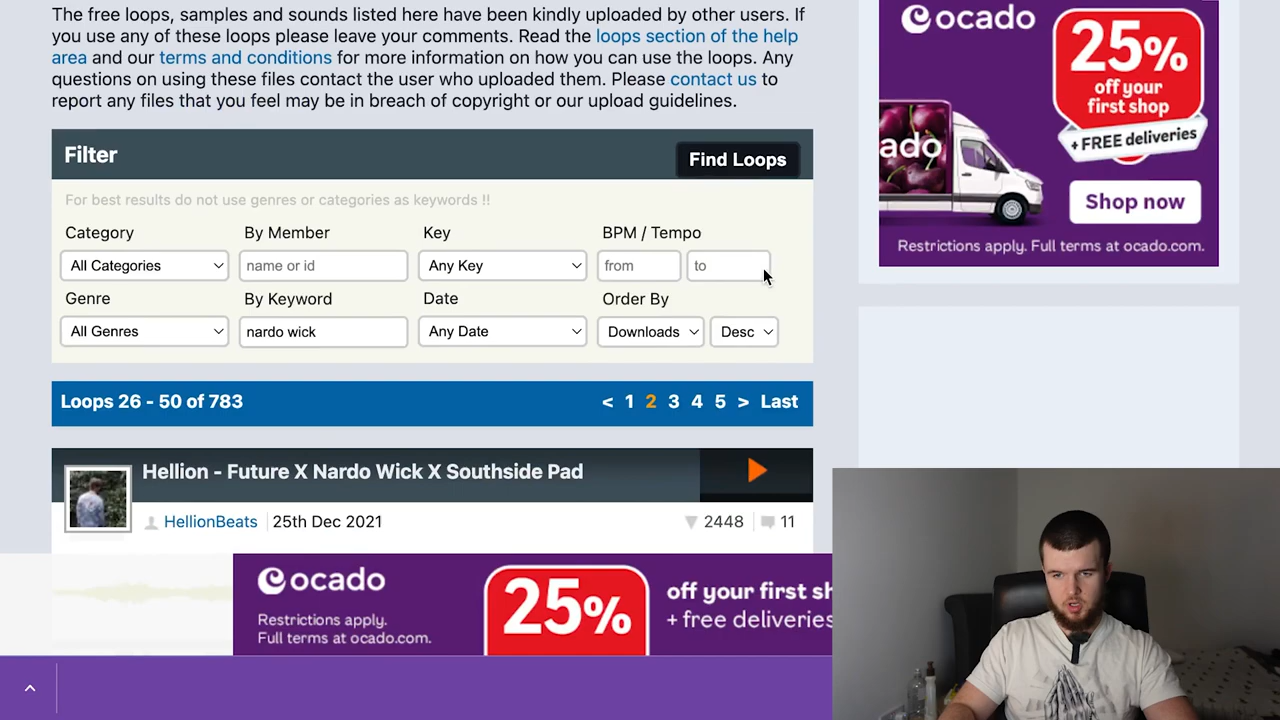 The free loops, samples and sounds listed here have been kindly uploaded by other users. If
you use any of these loops please leave your comments. Read the loops section of the help
area and our terms and conditions for more information on how you can use the loops. Any
questions on using these files contact the user who uploaded them. Please contact us to
report any files that you feel may be in breach of copyright or our upload guidelines.
Filter
Find Loops
For best results do not use genres or categories as keywords !!
Category By Member Key BPM / Tempo
All Categories name or id Any Key from to
Genre By Keyword Date Order By
All Genres nardo wick Any Date Downloads Desc
Loops 26 - 50 of 783 < 1 2 3 4 5 > Last
Hellion - Future X Nardo Wick X Southside Pad
HellionBeats 25th Dec 2021 2448 11
ocado
25%
off your
first shop
+ FREE deliveries
ado
Shop now
Restrictions apply. Full terms at ocado.com.
ocado
Restrictions apply.
Full terms at ocado.com.
25%
off your first sh
+ free deliveries